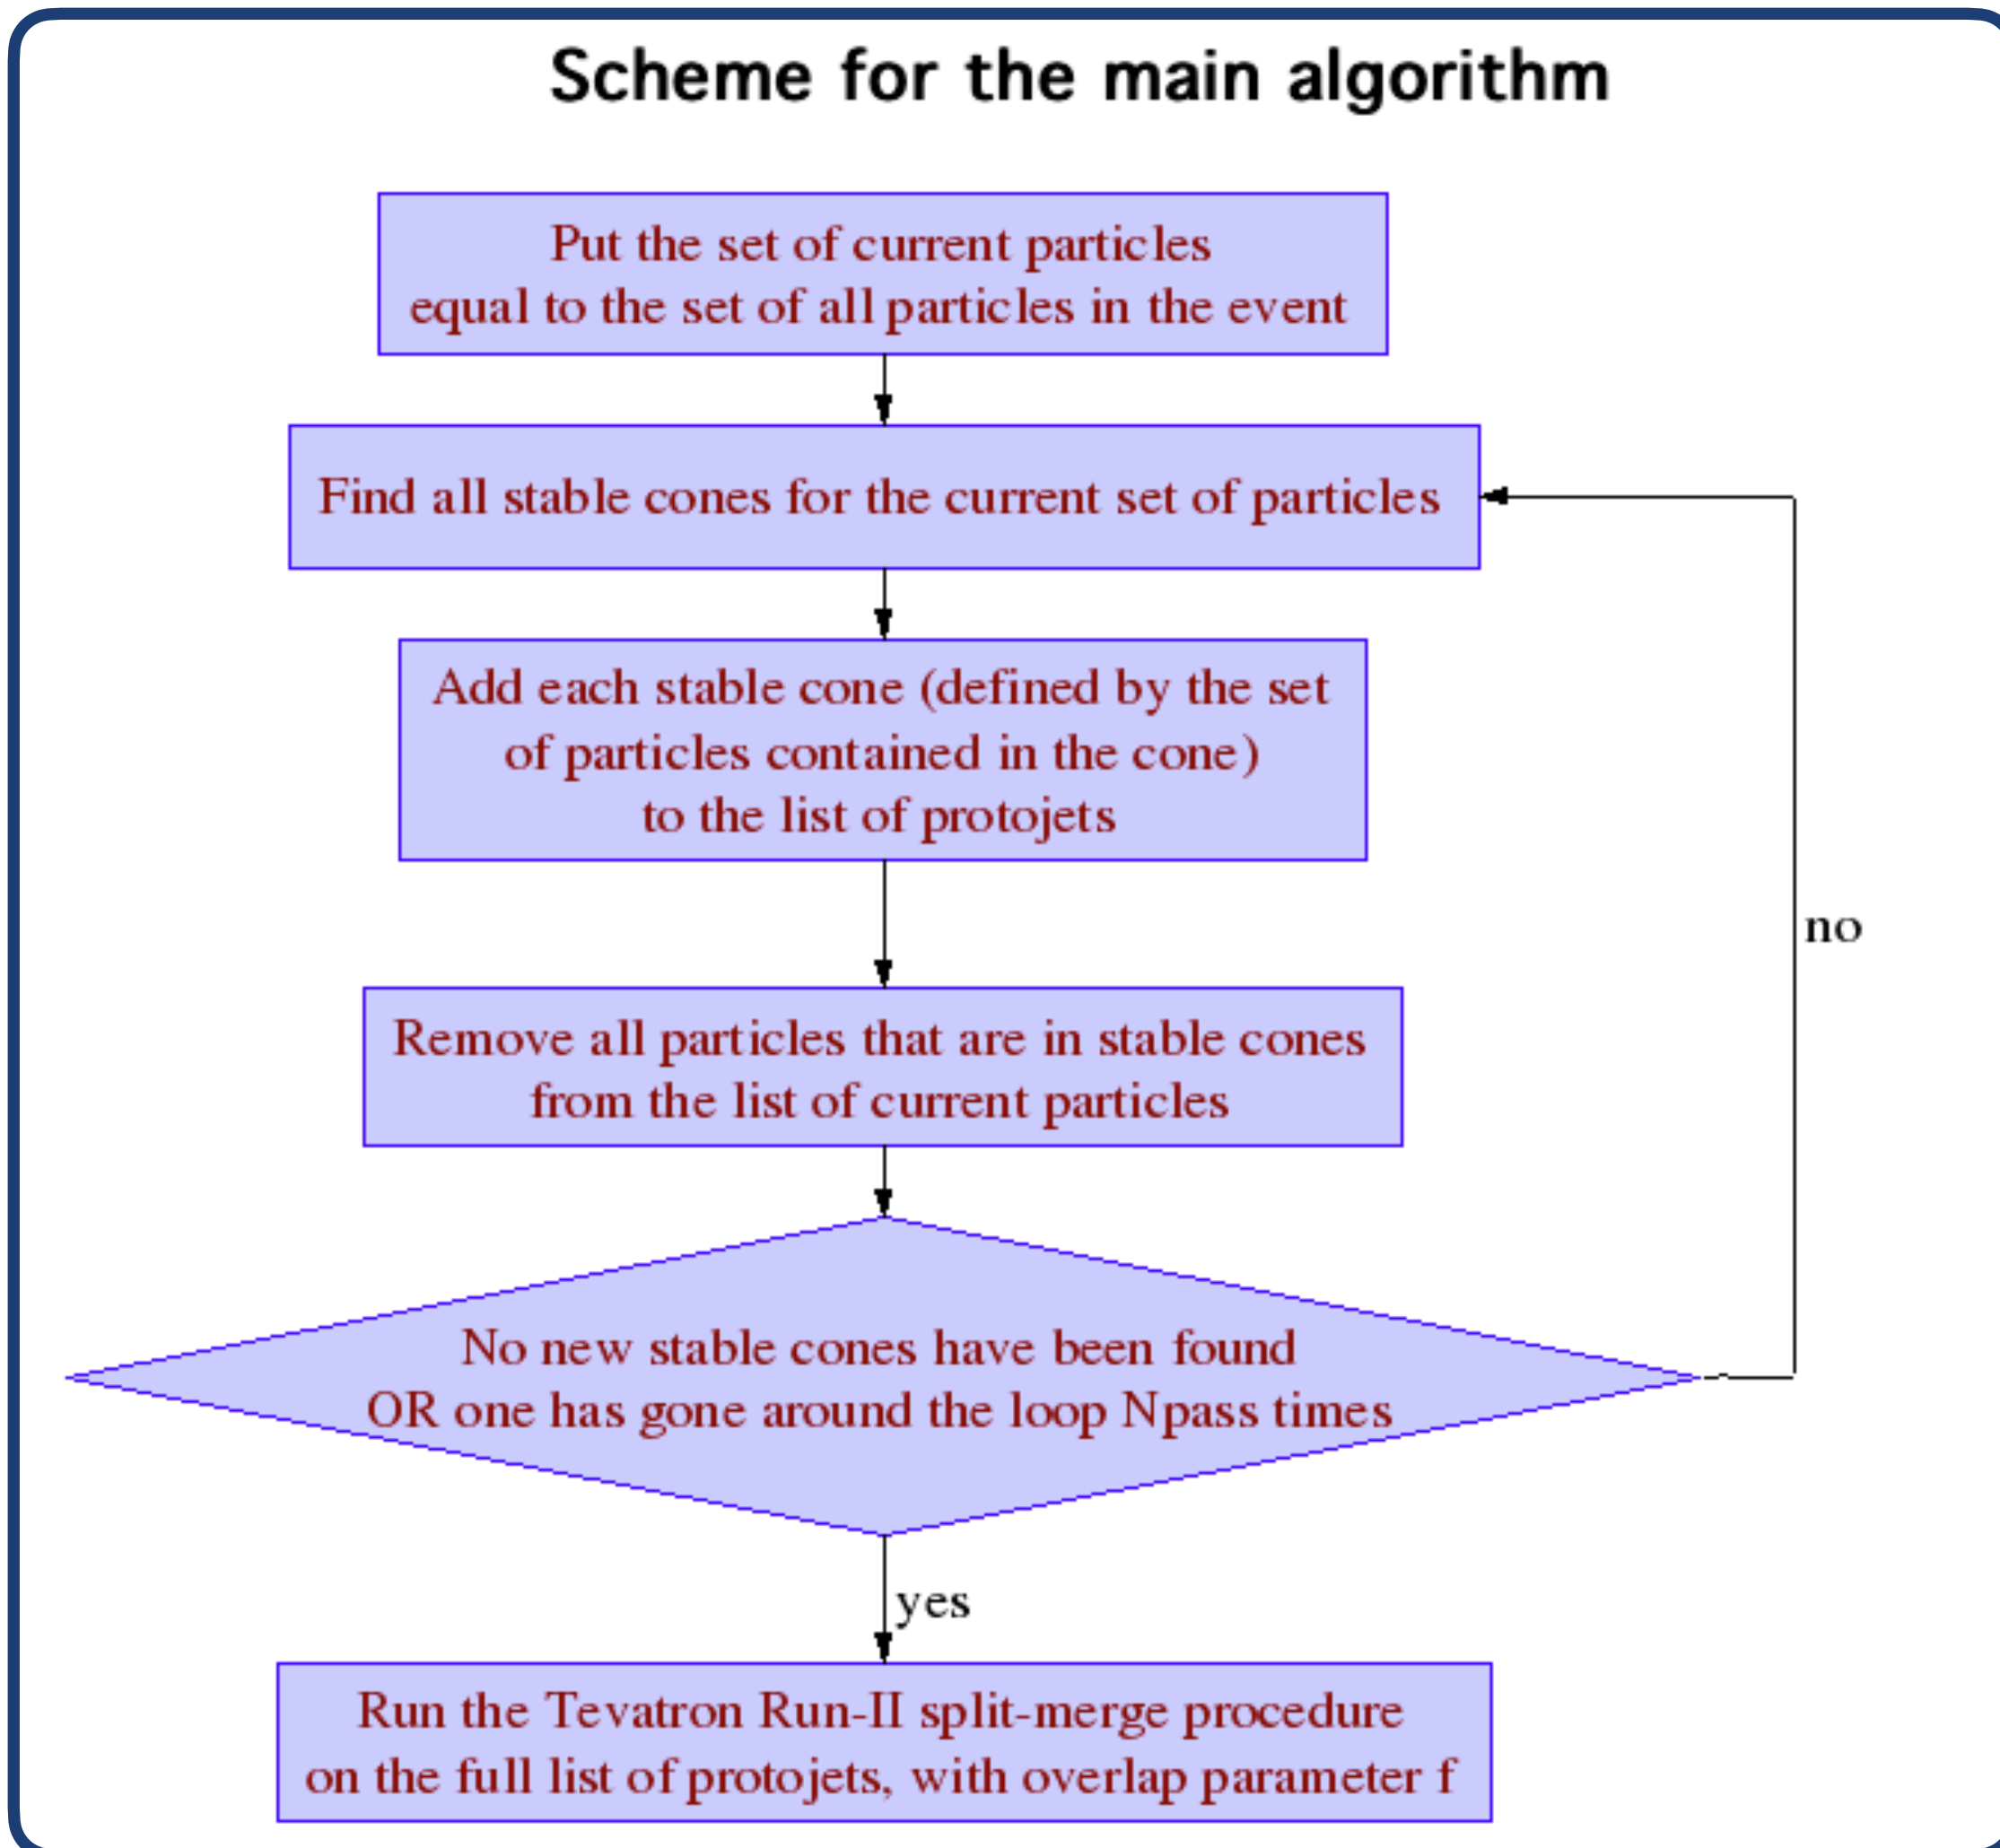 Scheme for the main algorithm
Put the set of current particles
equal to the set of all particles in the event
Find all stable cones for the current set of particles
Add each stable cone (defined by the set
of particles contained in the cone)
to the list of protojets
no
Remove all particles that are in stable cones
from the list of current particles
No new stable cones have been found
OR one has gone around the loop Npass times
yes
Run the Tevatron Run-II split-merge procedure
on the full list of protojets, with overlap parameter f